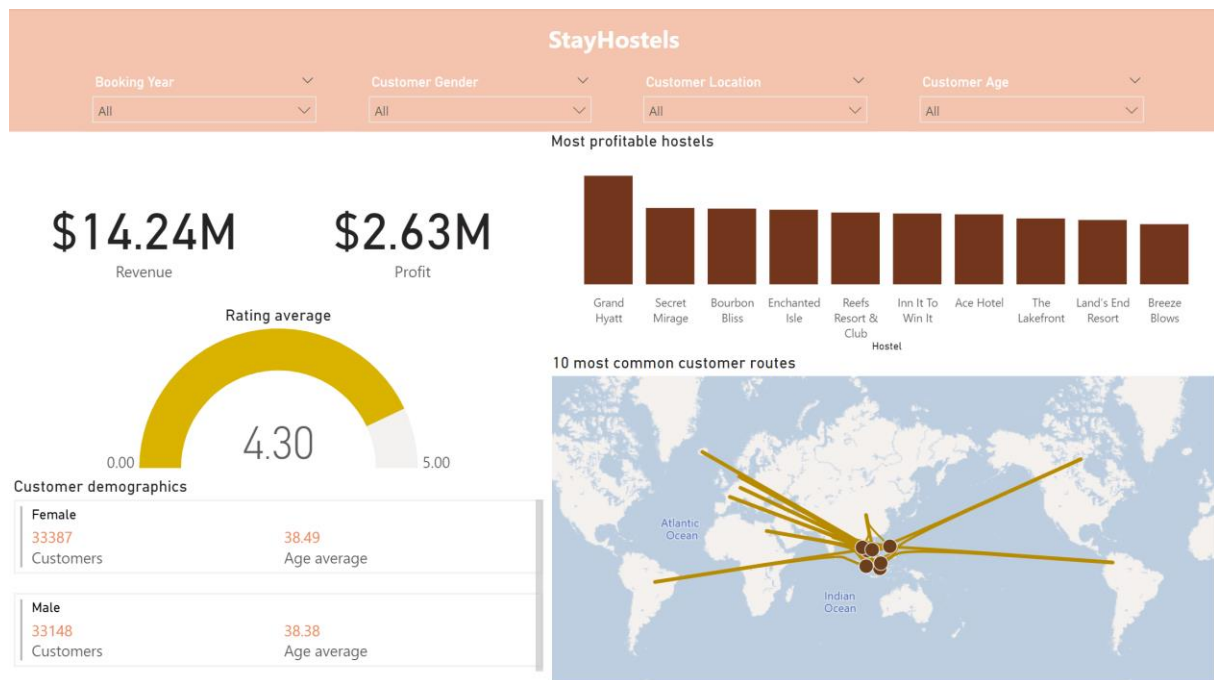 StayHostels
Booking Year
Customer Gender
Customer Location
Customer Age
All
All
All
All
$14.24M
Revenue
$2.63M
Profit
Rating average
4.30
0.00
5.00
Customer demographics
Female
33387
38.49
Customers
Age average
Male
33148
38.38
Customers
Age average
Most profitable hostels
Grand
Hyatt
Secret
Mirage
Bourbon
Bliss
Enchanted
Isle
Reefs
Resort &
Club
Inn It To
Win It
Ace Hotel
The
Lakefront
Land's End
Resort
Breeze
Blows
Hostel
10 most common customer routes
Atlantic
Ocean
Indian
Ocean